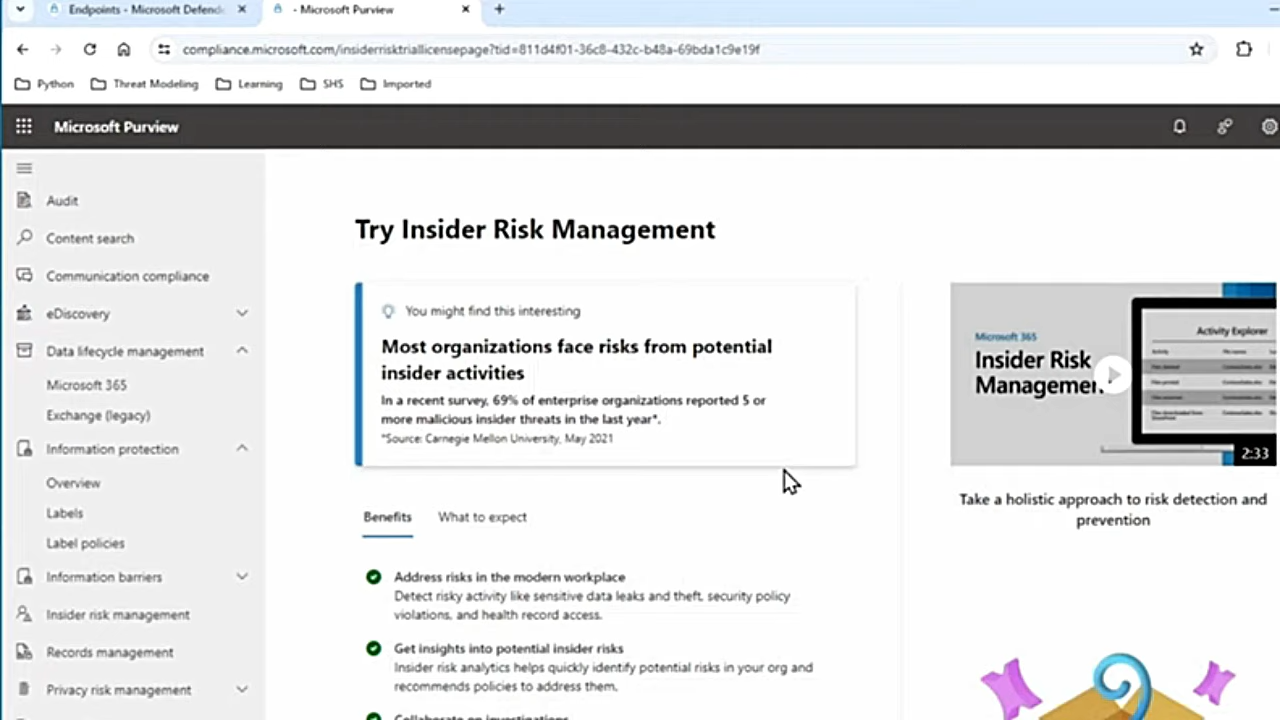 Endpoints - Microsoft Defend
- Microsoft Purview
compliance.microsoft.com/insiderrisktriallicensepage?tid=811d4f01-36c8-432c-b48a-69bda1c9e19f
Python
Threat Modeling
Learning
SHS
Imported
Microsoft Purview
Audit
Content search
Communication compliance
eDiscovery
Data lifecycle management
Microsoft 365
Exchange (legacy)
Information protection
Overview
Labels
Label policies
Information barriers
Insider risk management
Records management
Privacy risk management
Try Insider Risk Management
You might find this interesting
Most organizations face risks from potential
insider activities
In a recent survey, 69% of enterprise organizations reported 5 or
more malicious insider threats in the last year*.
*Source: Carnegie Mellon University, May 2021
Benefits
What to expect
Address risks in the modern workplace
Detect risky activity like sensitive data leaks and theft, security policy
violations, and health record access.
Get insights into potential insider risks
Insider risk analytics helps quickly identify potential risks in your org and
recommends policies to address them.
Collaborate on investigations
Microsoft 365
Insider Risk
Managemen
Activity Explorer
2:33
Take a holistic approach to risk detection and
prevention